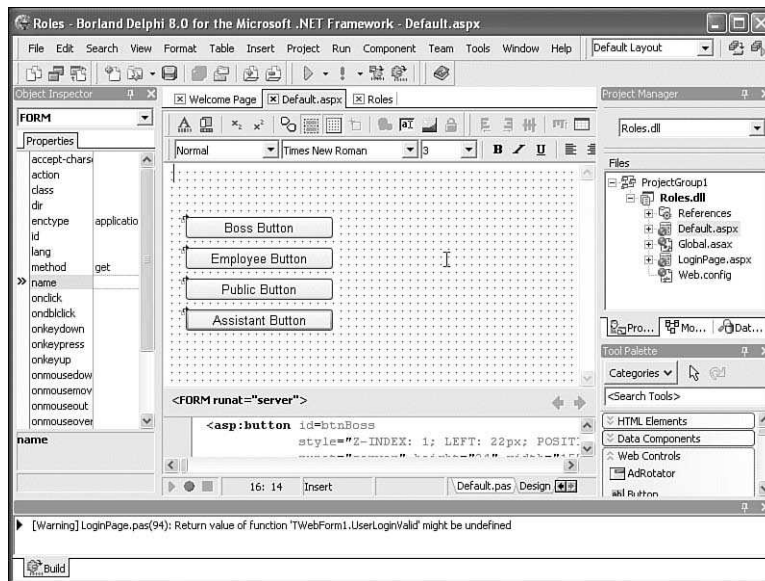 Roles - Borland Delphi 8.0 for the Microsoft .NET Framework - Default.aspx
File Edit Search View Format Table Insert Project Run Component Team Tools Window Help
Default Layout
Object Inspector
FORM
Properties
accept-chars
action
class
dir
enctype applicatio
id
lang
method get
name
onclick
ondblclick
onkeydown
onkeypress
onkeyup
onmousedow
onmousemov
onmouseout
onmouseover
name
Welcome Page Default.aspx Roles
Normal Times New Roman 3 B I U
Boss Button
Employee Button
Public Button
Assistant Button
<FORM runat="server">
<asp:button id=btnBoss
style="Z-INDEX: 1; LEFT: 22px; POSIT
16: 14 Insert Default.pas Design
Project Manager
Roles.dll
Files
ProjectGroup1
Roles.dll
References
Default.aspx
Global.asax
LoginPage.aspx
Web.config
Pro... Mo... Dat...
Tool Palette
Categories
<Search Tools>
HTML Elements
Data Components
Web Controls
AdRotator
Button
[Warning] LoginPage.pas(94): Return value of function 'TWebForm1.UserLoginValid' might be undefined
Build